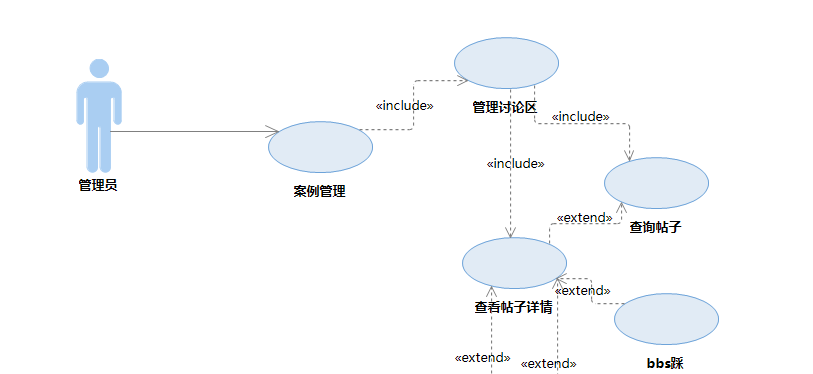 «include»
管理讨论区
«include»
«include»
管理员
案例管理
«extend»
查询帖子
«extend»
查看帖子详情
«extend»
«extend»
bbs踩